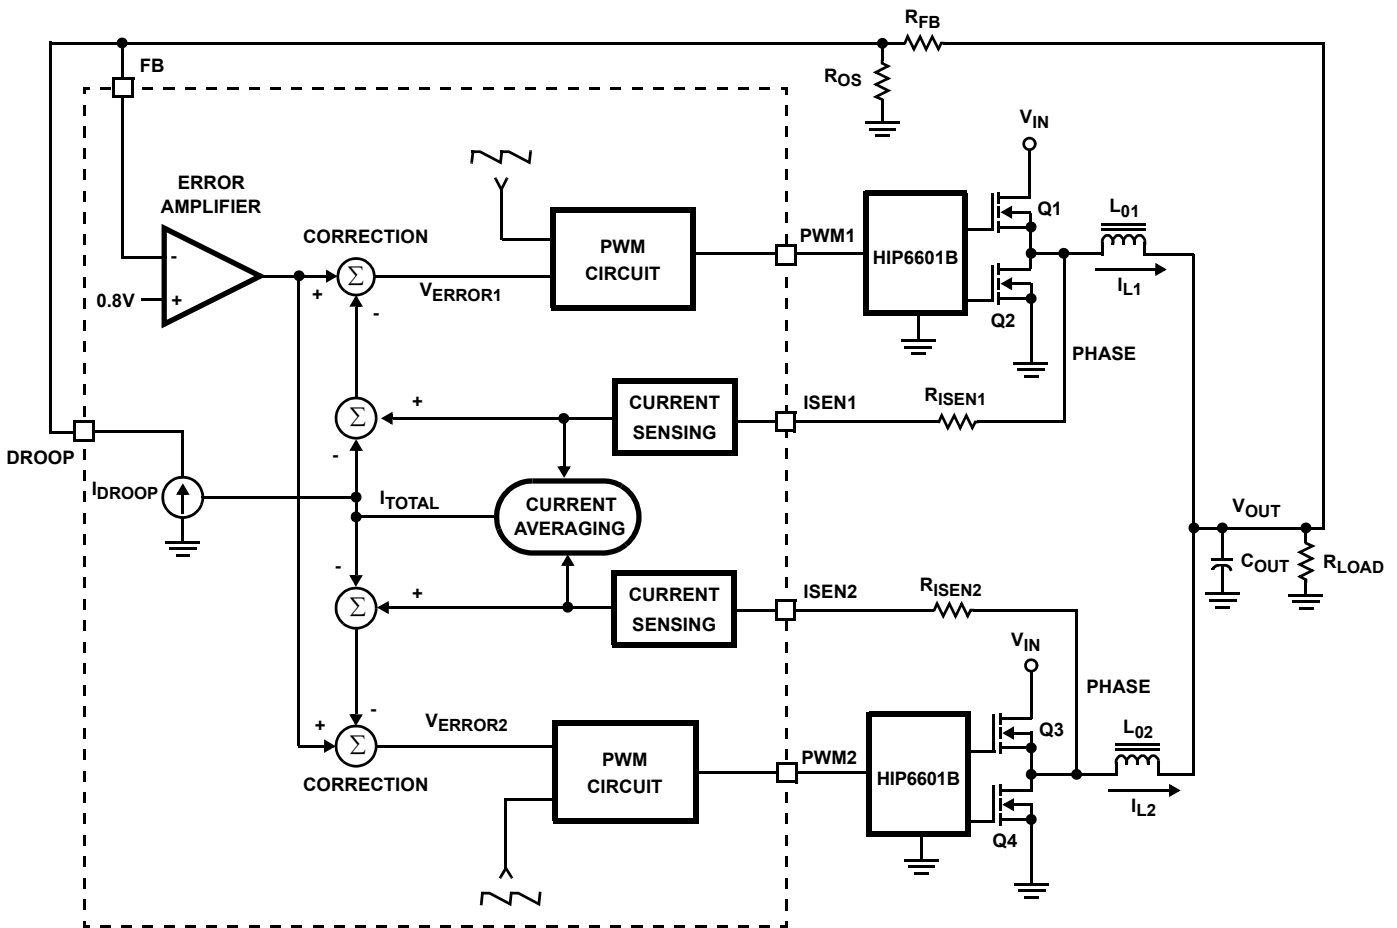 R_FB
FB
R_OS
V_IN
ERROR
AMPLIFIER
-
+
0.8V
CORRECTION
Σ
+
-
V_ERROR1
PWM
CIRCUIT
PWM1
HIP6601B
Q1
Q2
L_01
I_L1
PHASE
Σ
+
-
CURRENT
SENSING
ISEN1
R_ISEN1
DROOP
I_DROOP
I_TOTAL
CURRENT
AVERAGING
V_OUT
C_OUT
R_LOAD
-
Σ
+
CURRENT
SENSING
ISEN2
R_ISEN2
V_IN
PHASE
+
-
Σ
CORRECTION
V_ERROR2
PWM
CIRCUIT
PWM2
HIP6601B
Q3
Q4
L_02
I_L2